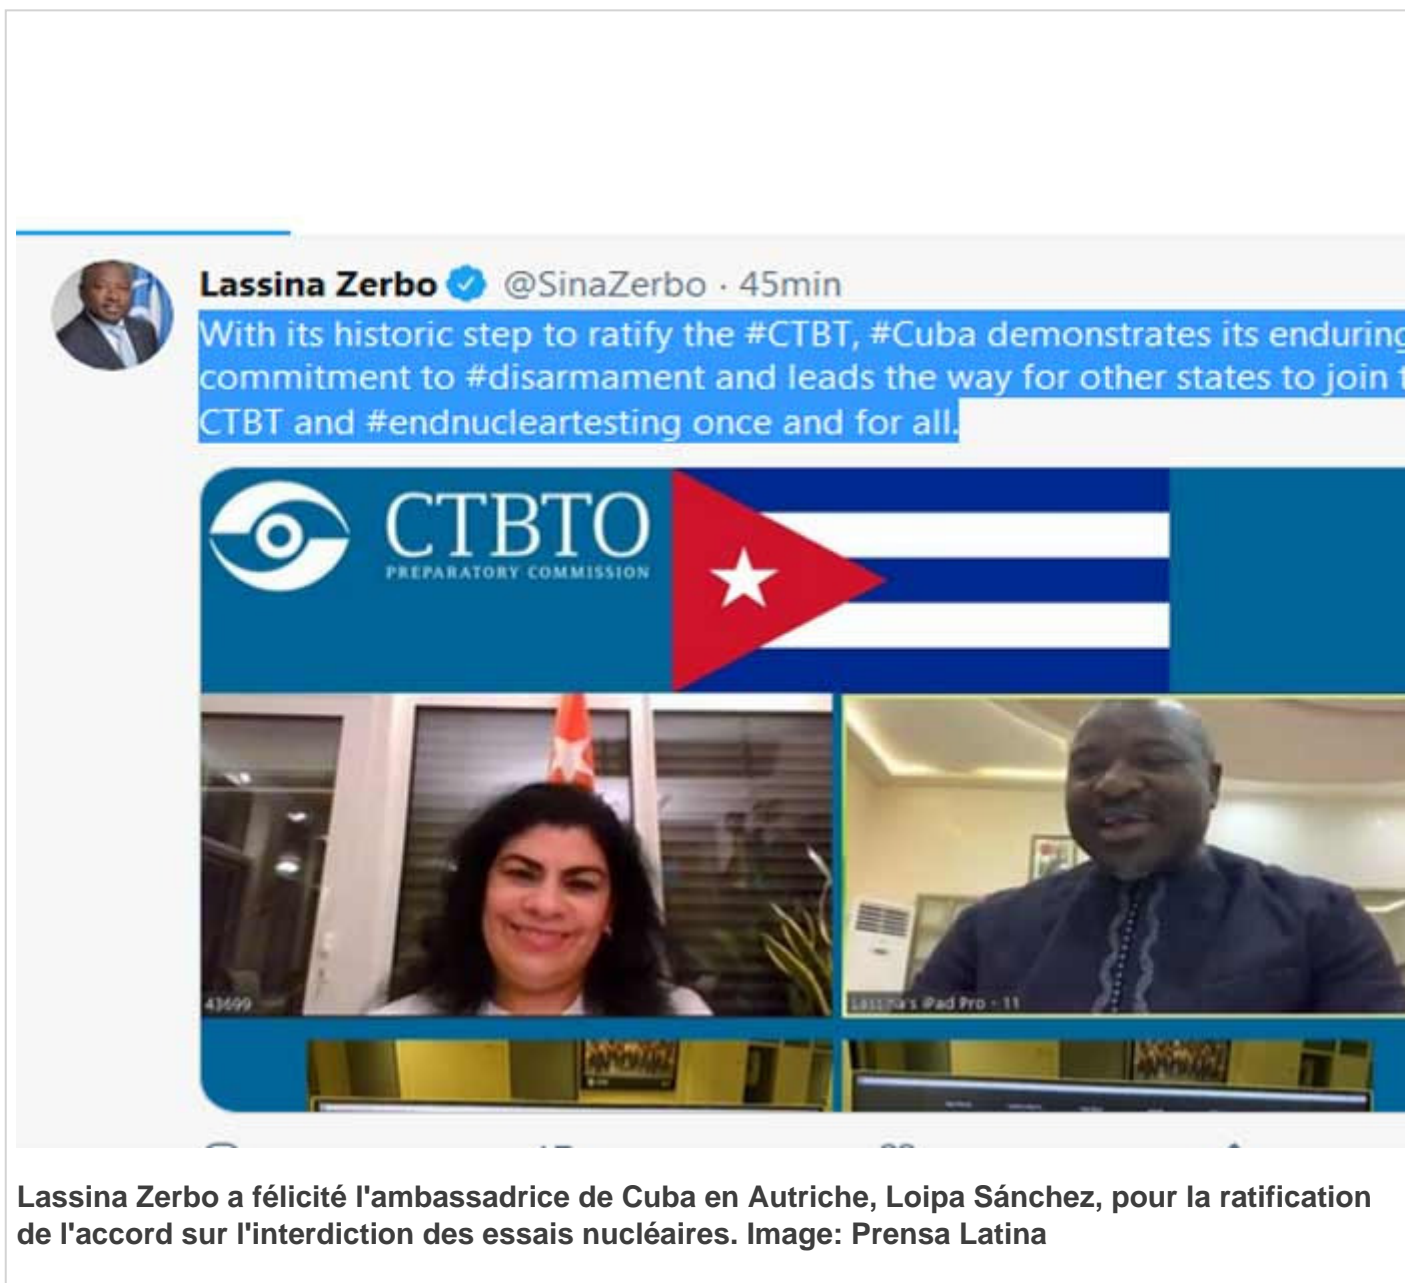 Lassina Zerbo @SinaZerbo · 45min
With its historic step to ratify the #CTBT, #Cuba demonstrates its enduring
commitment to #disarmament and leads the way for other states to join
CTBT and #endnucleartesting once and for all.
CTBTO
PREPARATORY COMMISSION
43699
Lassina's iPad Pro - 11
Lassina Zerbo a félicité l'ambassadrice de Cuba en Autriche, Loipa Sánchez, pour la ratification
de l'accord sur l'interdiction des essais nucléaires. Image: Prensa Latina